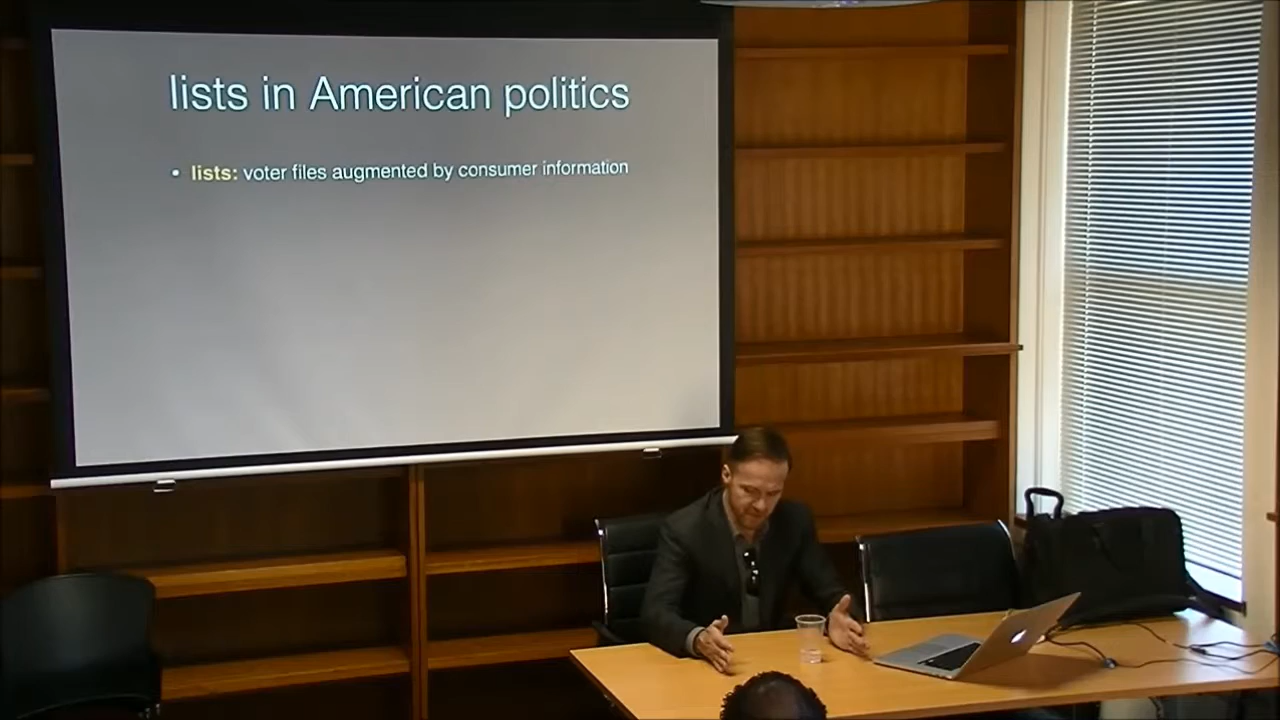 lists in American politics
• lists: voter files augmented by consumer information